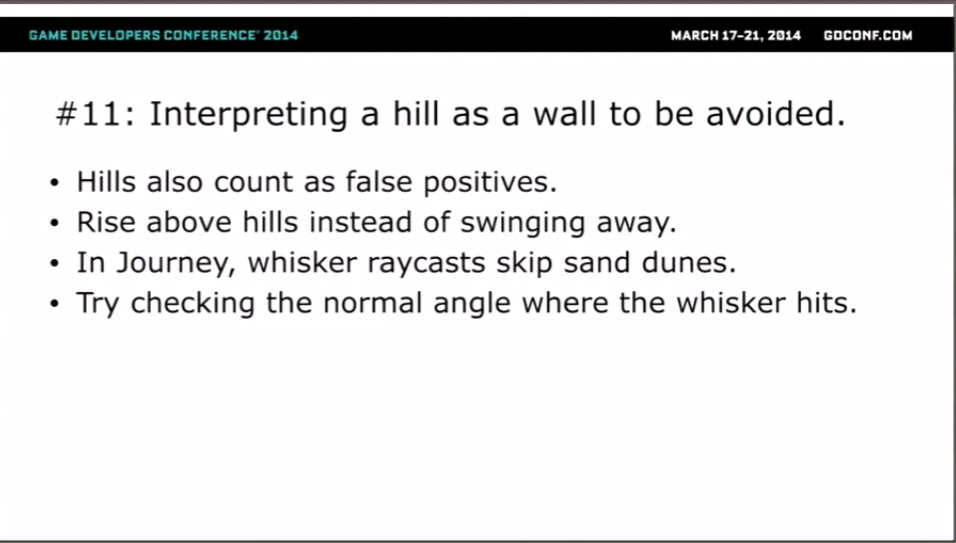 GAME DEVELOPERS CONFERENCE® 2014 MARCH 17–21, 2014 GDCONF.COM
#11: Interpreting a hill as a wall to be avoided.
• Hills also count as false positives.
• Rise above hills instead of swinging away.
• In Journey, whisker raycasts skip sand dunes.
• Try checking the normal angle where the whisker hits.